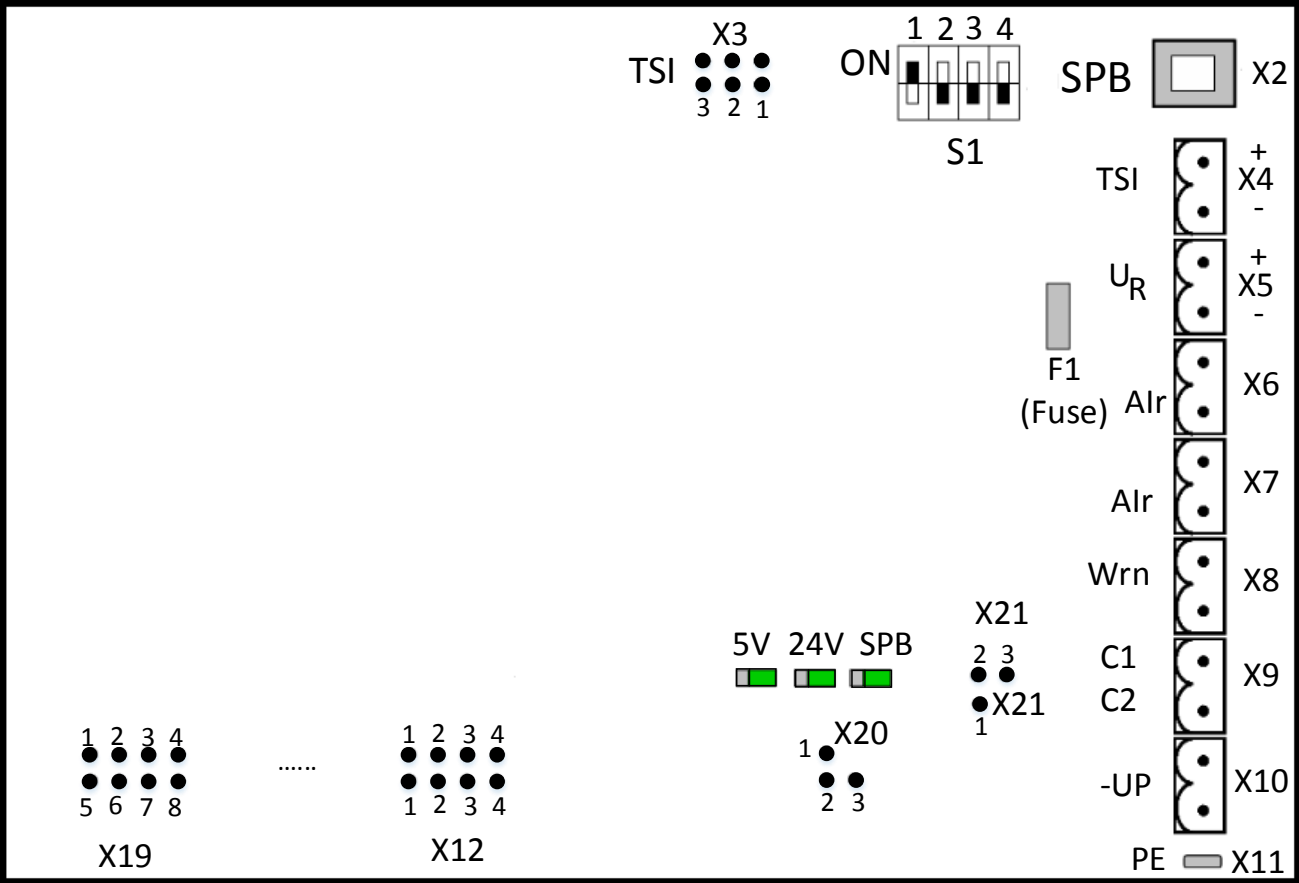 1 2 3 4
X3
TSI
ON
SPB
X2
3 2 1
S1
+
TSI
X4
-
+
UR
X5
-
F1
(Fuse)
AIr
X6
AIr
X7
Wrn
X8
X21
2 3
5V 24V SPB
C1
X9
C2
X21
1
1 2 3 4
1 2 3 4
X20
1
......
-UP
X10
5 6 7 8
1 2 3 4
2 3
X19
X12
PE
X11